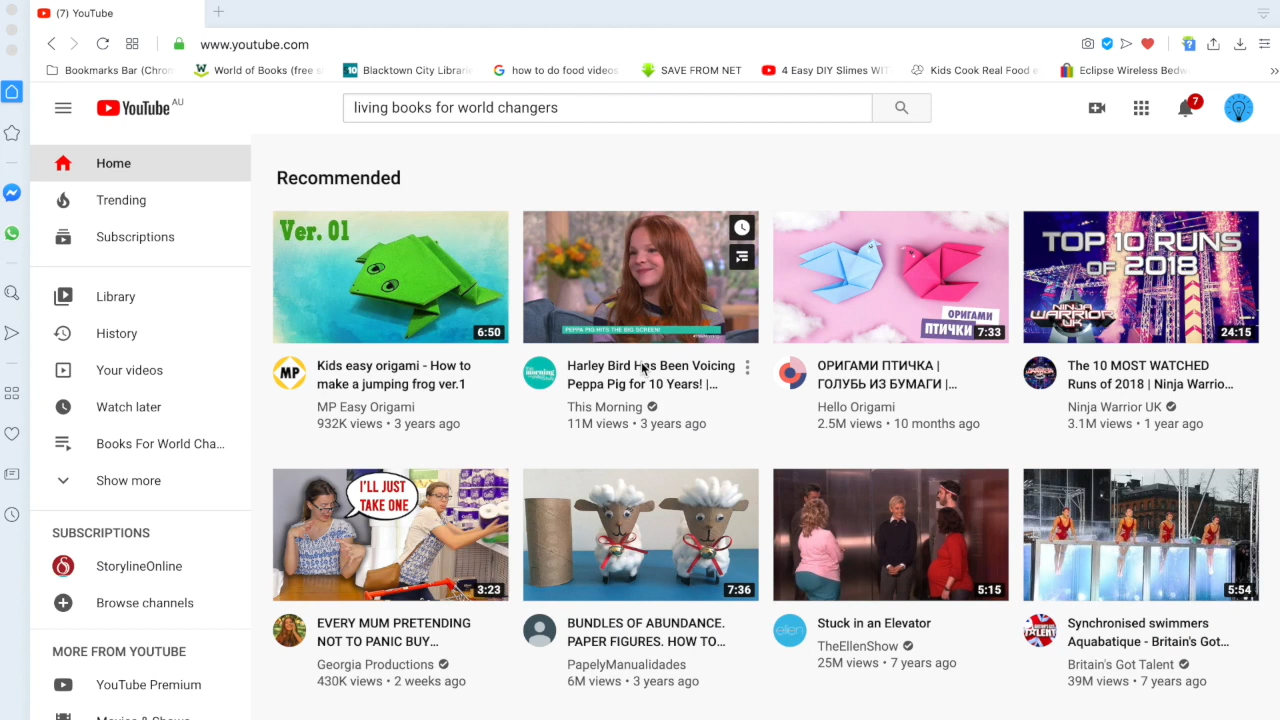 (7) YouTube
www.youtube.com
Bookmarks Bar (Chrom
World of Books (free s
Blacktown City Librarie
how to do food videos
SAVE FROM NET
4 Easy DIY Slimes WIT
Kids Cook Real Food e
Eclipse Wireless Bedw
YouTube AU
living books for world changers
7
Home
Trending
Subscriptions
Library
History
Your videos
Watch later
Books For World Cha...
Show more
SUBSCRIPTIONS
StorylineOnline
Browse channels
MORE FROM YOUTUBE
YouTube Premium
Movies & Shows
Recommended
Ver. 01
6:50
MP
Kids easy origami - How to
make a jumping frog ver.1
MP Easy Origami
932K views • 3 years ago
PEPPA PIG HITS THE BIG SCREEN!
morning
Harley Bird Has Been Voicing
Peppa Pig for 10 Years! |...
This Morning
11M views • 3 years ago
ОРИГАМИ
ПТИЧКИ
7:33
ОРИГАМИ ПТИЧКА |
ГОЛУБЬ ИЗ БУМАГИ |...
Hello Origami
2.5M views • 10 months ago
TOP 10 RUNS
OF 2018
NINJA
WARRIOR
UK
24:15
The 10 MOST WATCHED
Runs of 2018 | Ninja Warrio...
Ninja Warrior UK
3.1M views • 1 year ago
I'LL JUST
TAKE ONE
3:23
EVERY MUM PRETENDING
NOT TO PANIC BUY...
Georgia Productions
430K views • 2 weeks ago
7:36
BUNDLES OF ABUNDANCE.
PAPER FIGURES. HOW TO...
PapelyManualidades
6M views • 3 years ago
5:15
ellen
Stuck in an Elevator
TheEllenShow
25M views • 7 years ago
5:54
TALENT
Synchronised swimmers
Aquabatique - Britain's Got...
Britain's Got Talent
39M views • 7 years ago